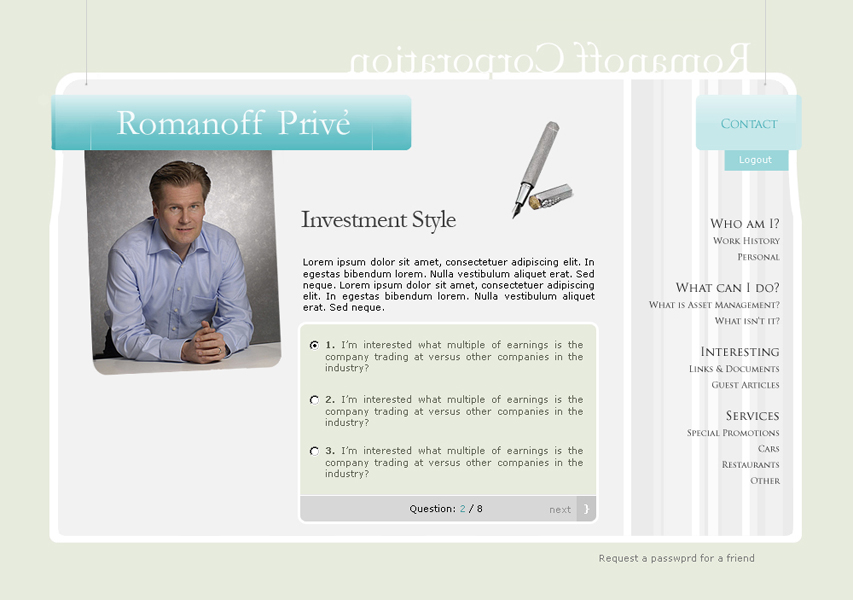 Romanoff Corporation
Romanoff Privė
Contact
Logout
Investment Style
Lorem ipsum dolor sit amet, consectetuer adipiscing elit. In
egestas bibendum lorem. Nulla vestibulum aliquet erat. Sed
neque. Lorem ipsum dolor sit amet, consectetuer adipiscing
elit. In egestas bibendum lorem. Nulla vestibulum aliquet
erat. Sed neque.
1. I'm interested what multiple of earnings is the
company trading at versus other companies in the
industry?
2. I'm interested what multiple of earnings is the
company trading at versus other companies in the
industry?
3. I'm interested what multiple of earnings is the
company trading at versus other companies in the
industry?
Question: 2 / 8
next }
Who am I?
Work History
Personal
What can I do?
What is Asset Management?
What isn't it?
Interesting
Links & Documents
Guest Articles
Services
Special Promotions
Cars
Restaurants
Other
Request a passwprd for a friend